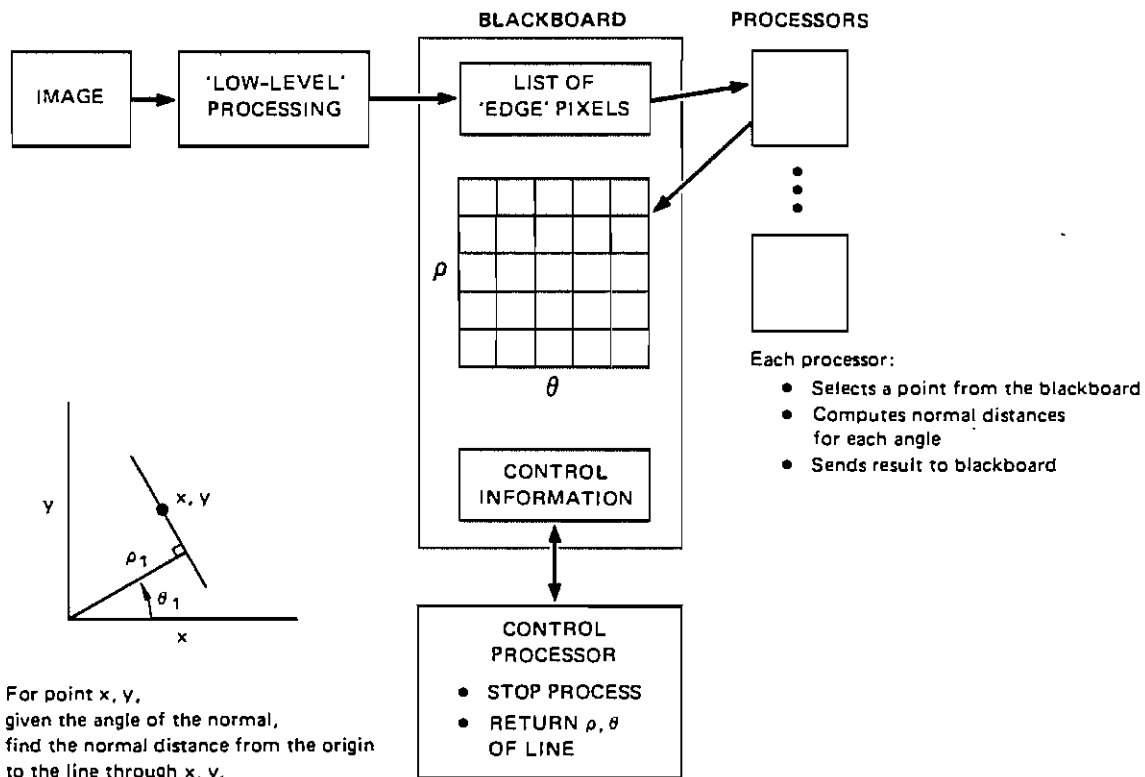 BLACKBOARD
PROCESSORS
IMAGE
'LOW-LEVEL'
PROCESSING
LIST OF
'EDGE' PIXELS
ρ
θ
Each processor:
● Selects a point from the blackboard
● Computes normal distances
for each angle
● Sends result to blackboard
CONTROL
INFORMATION
y
x, y
ρ1
θ1
x
CONTROL
PROCESSOR
● STOP PROCESS
● RETURN ρ, θ
OF LINE
For point x, y,
given the angle of the normal,
find the normal distance from the origin
to the line through x, y.